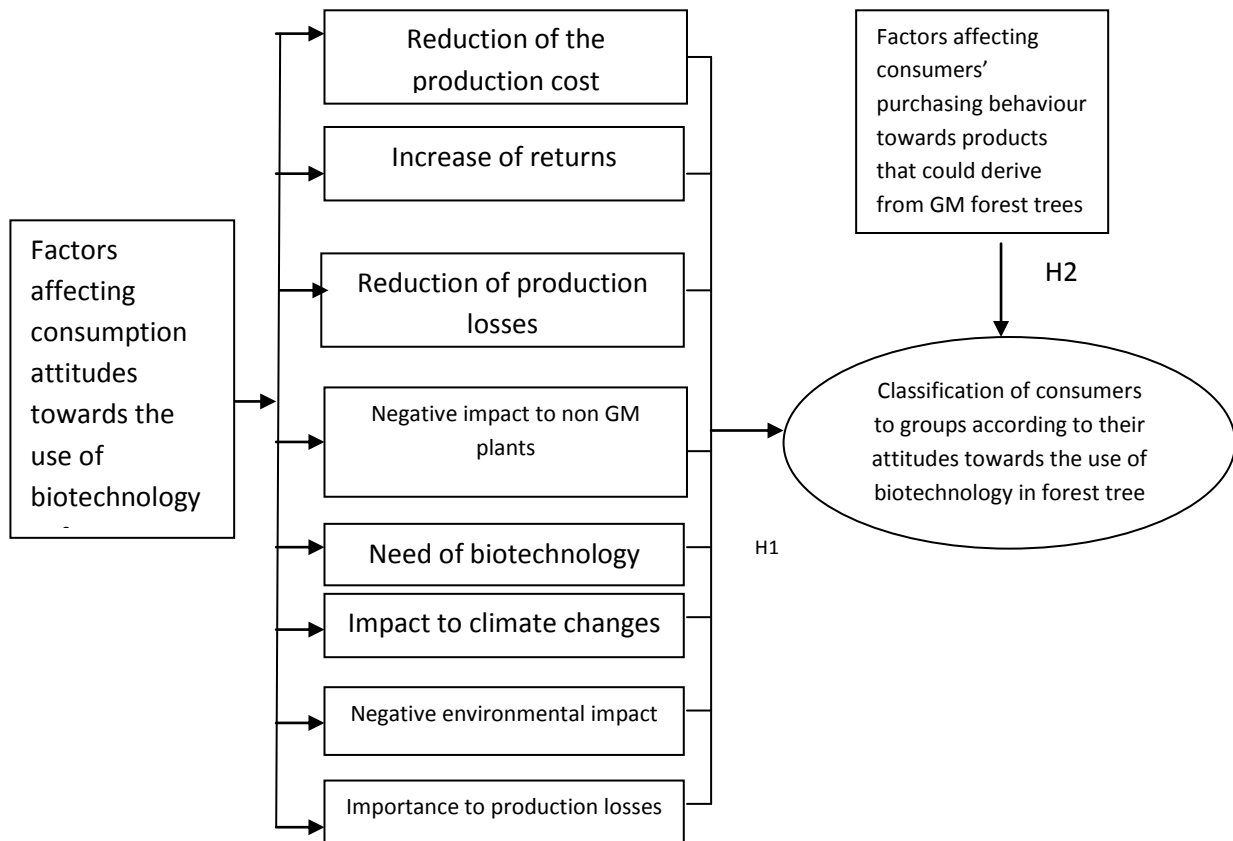 Factors
affecting
consumption
attitudes
towards the
use of
biotechnology
Reduction of the
production cost
Increase of returns
Reduction of production
losses
Negative impact to non GM
plants
Need of biotechnology
Impact to climate changes
Negative environmental impact
Importance to production losses
H1
Factors affecting
consumers’
purchasing behaviour
towards products
that could derive
from GM forest trees
H2
Classification of consumers
to groups according to their
attitudes towards the use of
biotechnology in forest tree